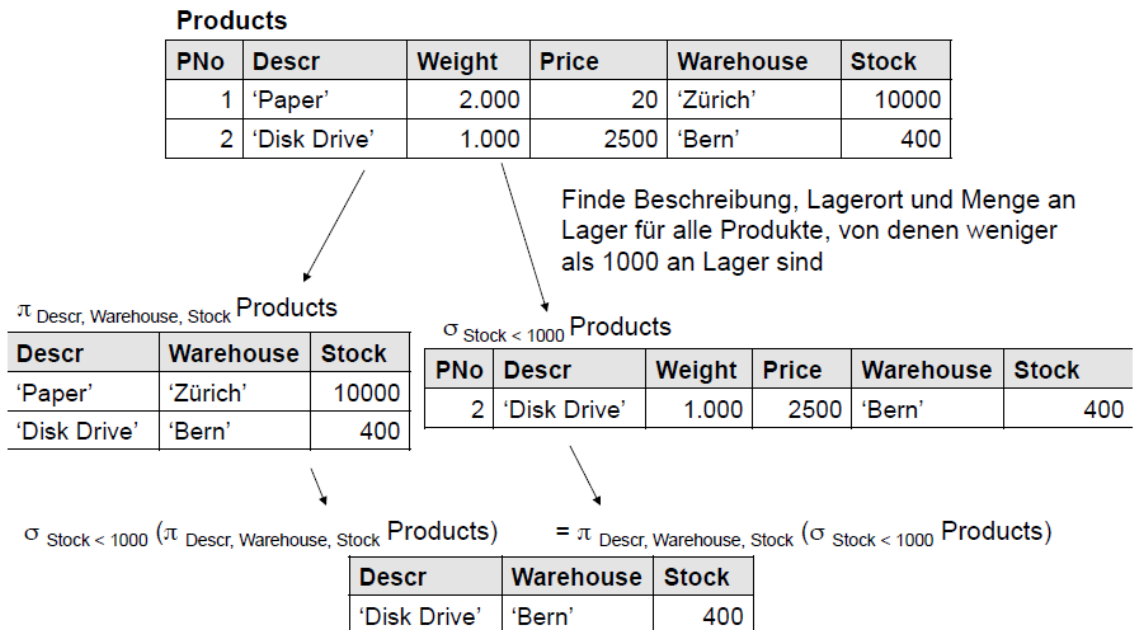 Products
PNo Descr Weight Price Warehouse Stock
1 ‘Paper’ 2.000 20 ‘Zürich’ 10000
2 ‘Disk Drive’ 1.000 2500 ‘Bern’ 400
Finde Beschreibung, Lagerort und Menge an
Lager für alle Produkte, von denen weniger
als 1000 an Lager sind
π Descr, Warehouse, Stock Products
Descr Warehouse Stock
‘Paper’ ‘Zürich’ 10000
‘Disk Drive’ ‘Bern’ 400
σ Stock < 1000 Products
PNo Descr Weight Price Warehouse Stock
2 ‘Disk Drive’ 1.000 2500 ‘Bern’ 400
σ Stock < 1000 (π Descr, Warehouse, Stock Products) = π Descr, Warehouse, Stock (σ Stock < 1000 Products)
Descr Warehouse Stock
‘Disk Drive’ ‘Bern’ 400